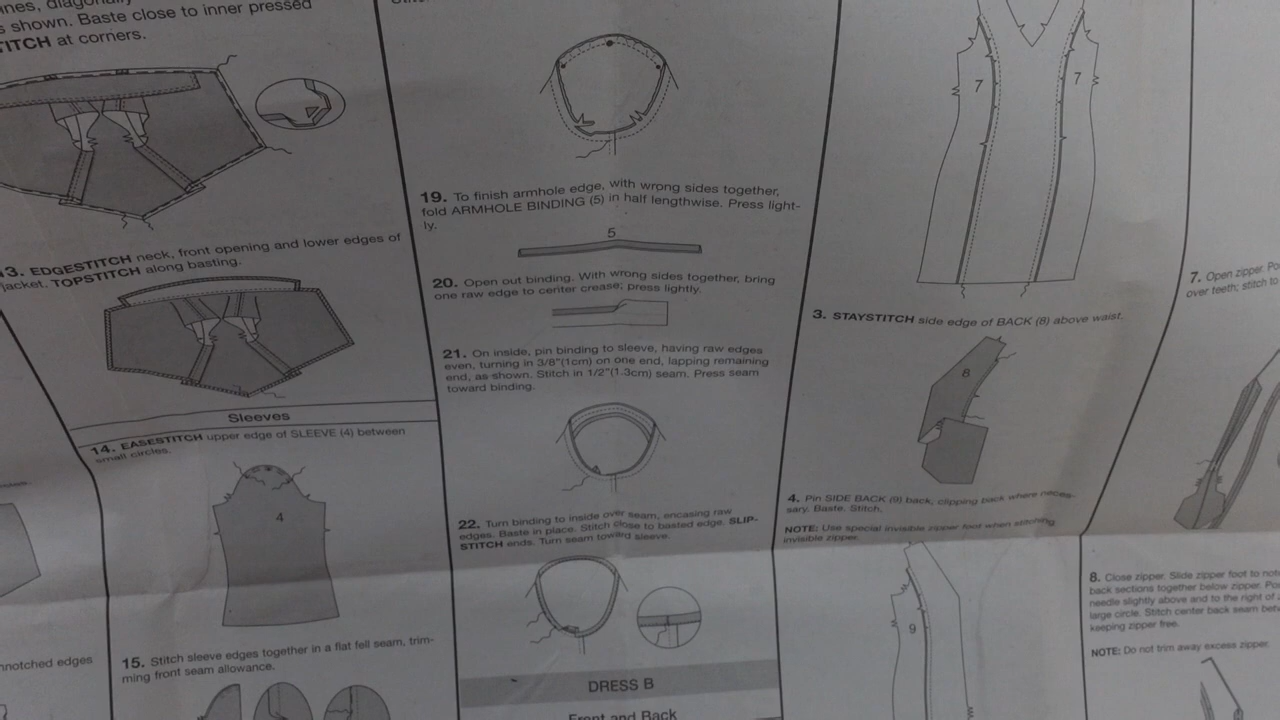 shown. Baste close to inner pressed
at corners.
13. EDGESTITCH neck, front opening and lower edges of
jacket. TOPSTITCH along basting.
Sleeves
14. EASESTITCH upper edge of SLEEVE (4) between
small circles.
4
15. Stitch sleeve edges together in a flat fell seam, trim-
ming front seam allowance.
edges
19. To finish armhole edge, with wrong sides together,
fold ARMHOLE BINDING (5) in half lengthwise. Press light-
ly.
5
20. Open out binding. With wrong sides together, bring
one raw edge to center crease; press lightly.
21. On inside, pin binding to sleeve, having raw edges
even, turning in 3/8"(1cm) on one end, lapping remaining
end, as shown. Stitch in 1/2"(1.3cm) seam. Press seam
toward binding.
22. Turn binding to inside over seam, encasing raw
edges. Baste in place. Stitch close to basted edge. SLIP-
STITCH ends. Turn seam toward sleeve.
DRESS B
Front and Back
7
7
3. STAYSTITCH side edge of BACK (8) above waist.
8
4. Pin SIDE BACK (9) back, clipping back where neces-
sary. Baste. Stitch.
NOTE: Use special invisible zipper foot when stitching
invisible zipper.
9
7. Open zipper.
over teeth; stitch to
8. Close zipper. Slide zipper foot to
back sections together below zipper.
needle slightly above and to the right of
large circle. Stitch center back seam
keeping zipper free.
NOTE: Do not trim away excess zipper.